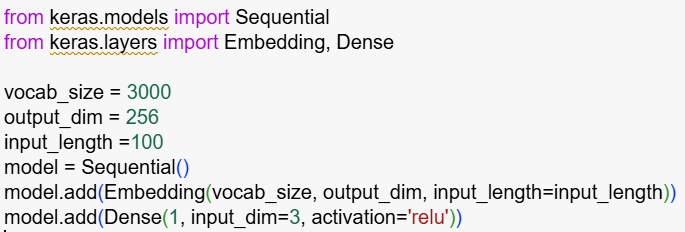 from keras.models import Sequential
from keras.layers import Embedding, Dense
vocab_size = 3000
output_dim = 256
input_length =100
model = Sequential()
model.add(Embedding(vocab_size, output_dim, input_length=input_length))
model.add(Dense(1, input_dim=3, activation='relu'))